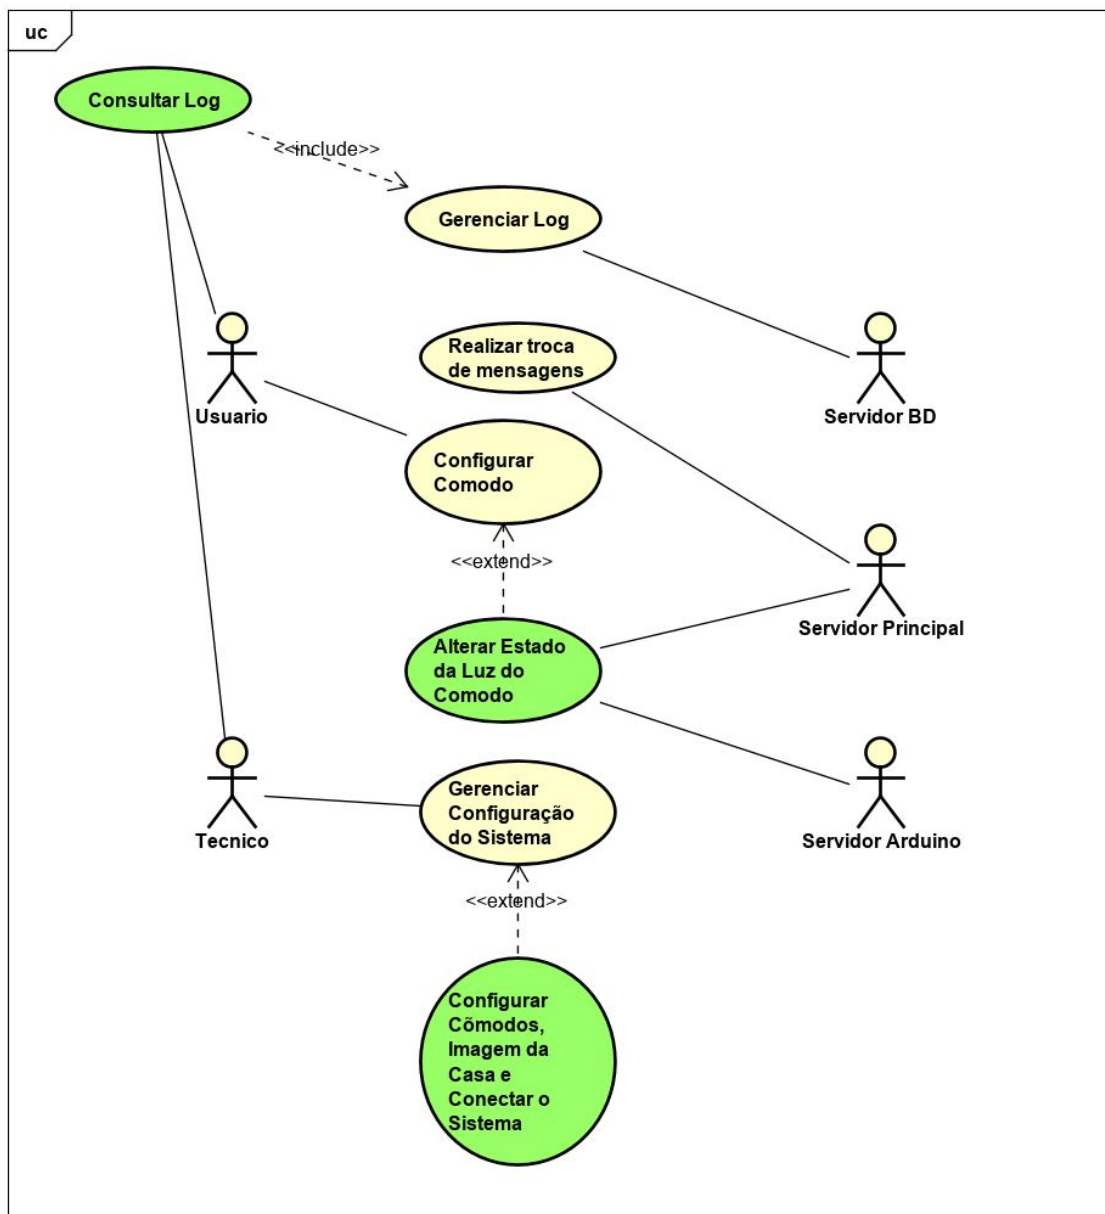 uc
Consultar Log
<<include>>
Gerenciar Log
Realizar troca
de mensagens
Usuario
Servidor BD
Configurar
Comodo
<<extend>>
Servidor Principal
Alterar Estado
da Luz do
Comodo
Gerenciar
Configuração
do Sistema
Tecnico
Servidor Arduino
<<extend>>
Configurar
Cõmodos,
Imagem da
Casa e
Conectar o
Sistema